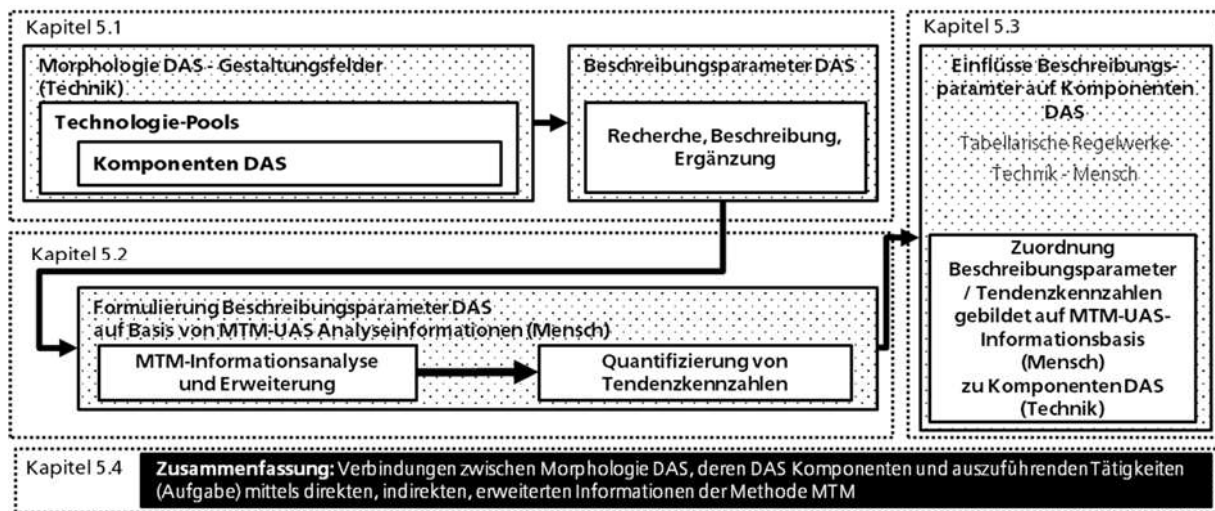 Kapitel 5.1
Morphologie DAS - Gestaltungsfelder
(Technik)
Technologie-Pools
Komponenten DAS
Beschreibungsparameter DAS
Recherche, Beschreibung,
Ergänzung
Kapitel 5.2
Formulierung Beschreibungsparameter DAS
auf Basis von MTM-UAS Analyseinformationen (Mensch)
MTM-Informationsanalyse
und Erweiterung
Quantifizierung von
Tendenzkennzahlen
Kapitel 5.3
Einflüsse Beschreibungs-
paramter auf Komponenten
DAS
Tabellarische Regelwerke
Technik - Mensch
Zuordnung
Beschreibungsparameter
/ Tendenzkennzahlen
gebildet auf MTM-UAS-
Informationsbasis
(Mensch)
zu Komponenten DAS
(Technik)
Kapitel 5.4
Zusammenfassung: Verbindungen zwischen Morphologie DAS, deren DAS Komponenten und auszuführenden Tätigkeiten
(Aufgabe) mittels direkten, indirekten, erweiterten Informationen der Methode MTM